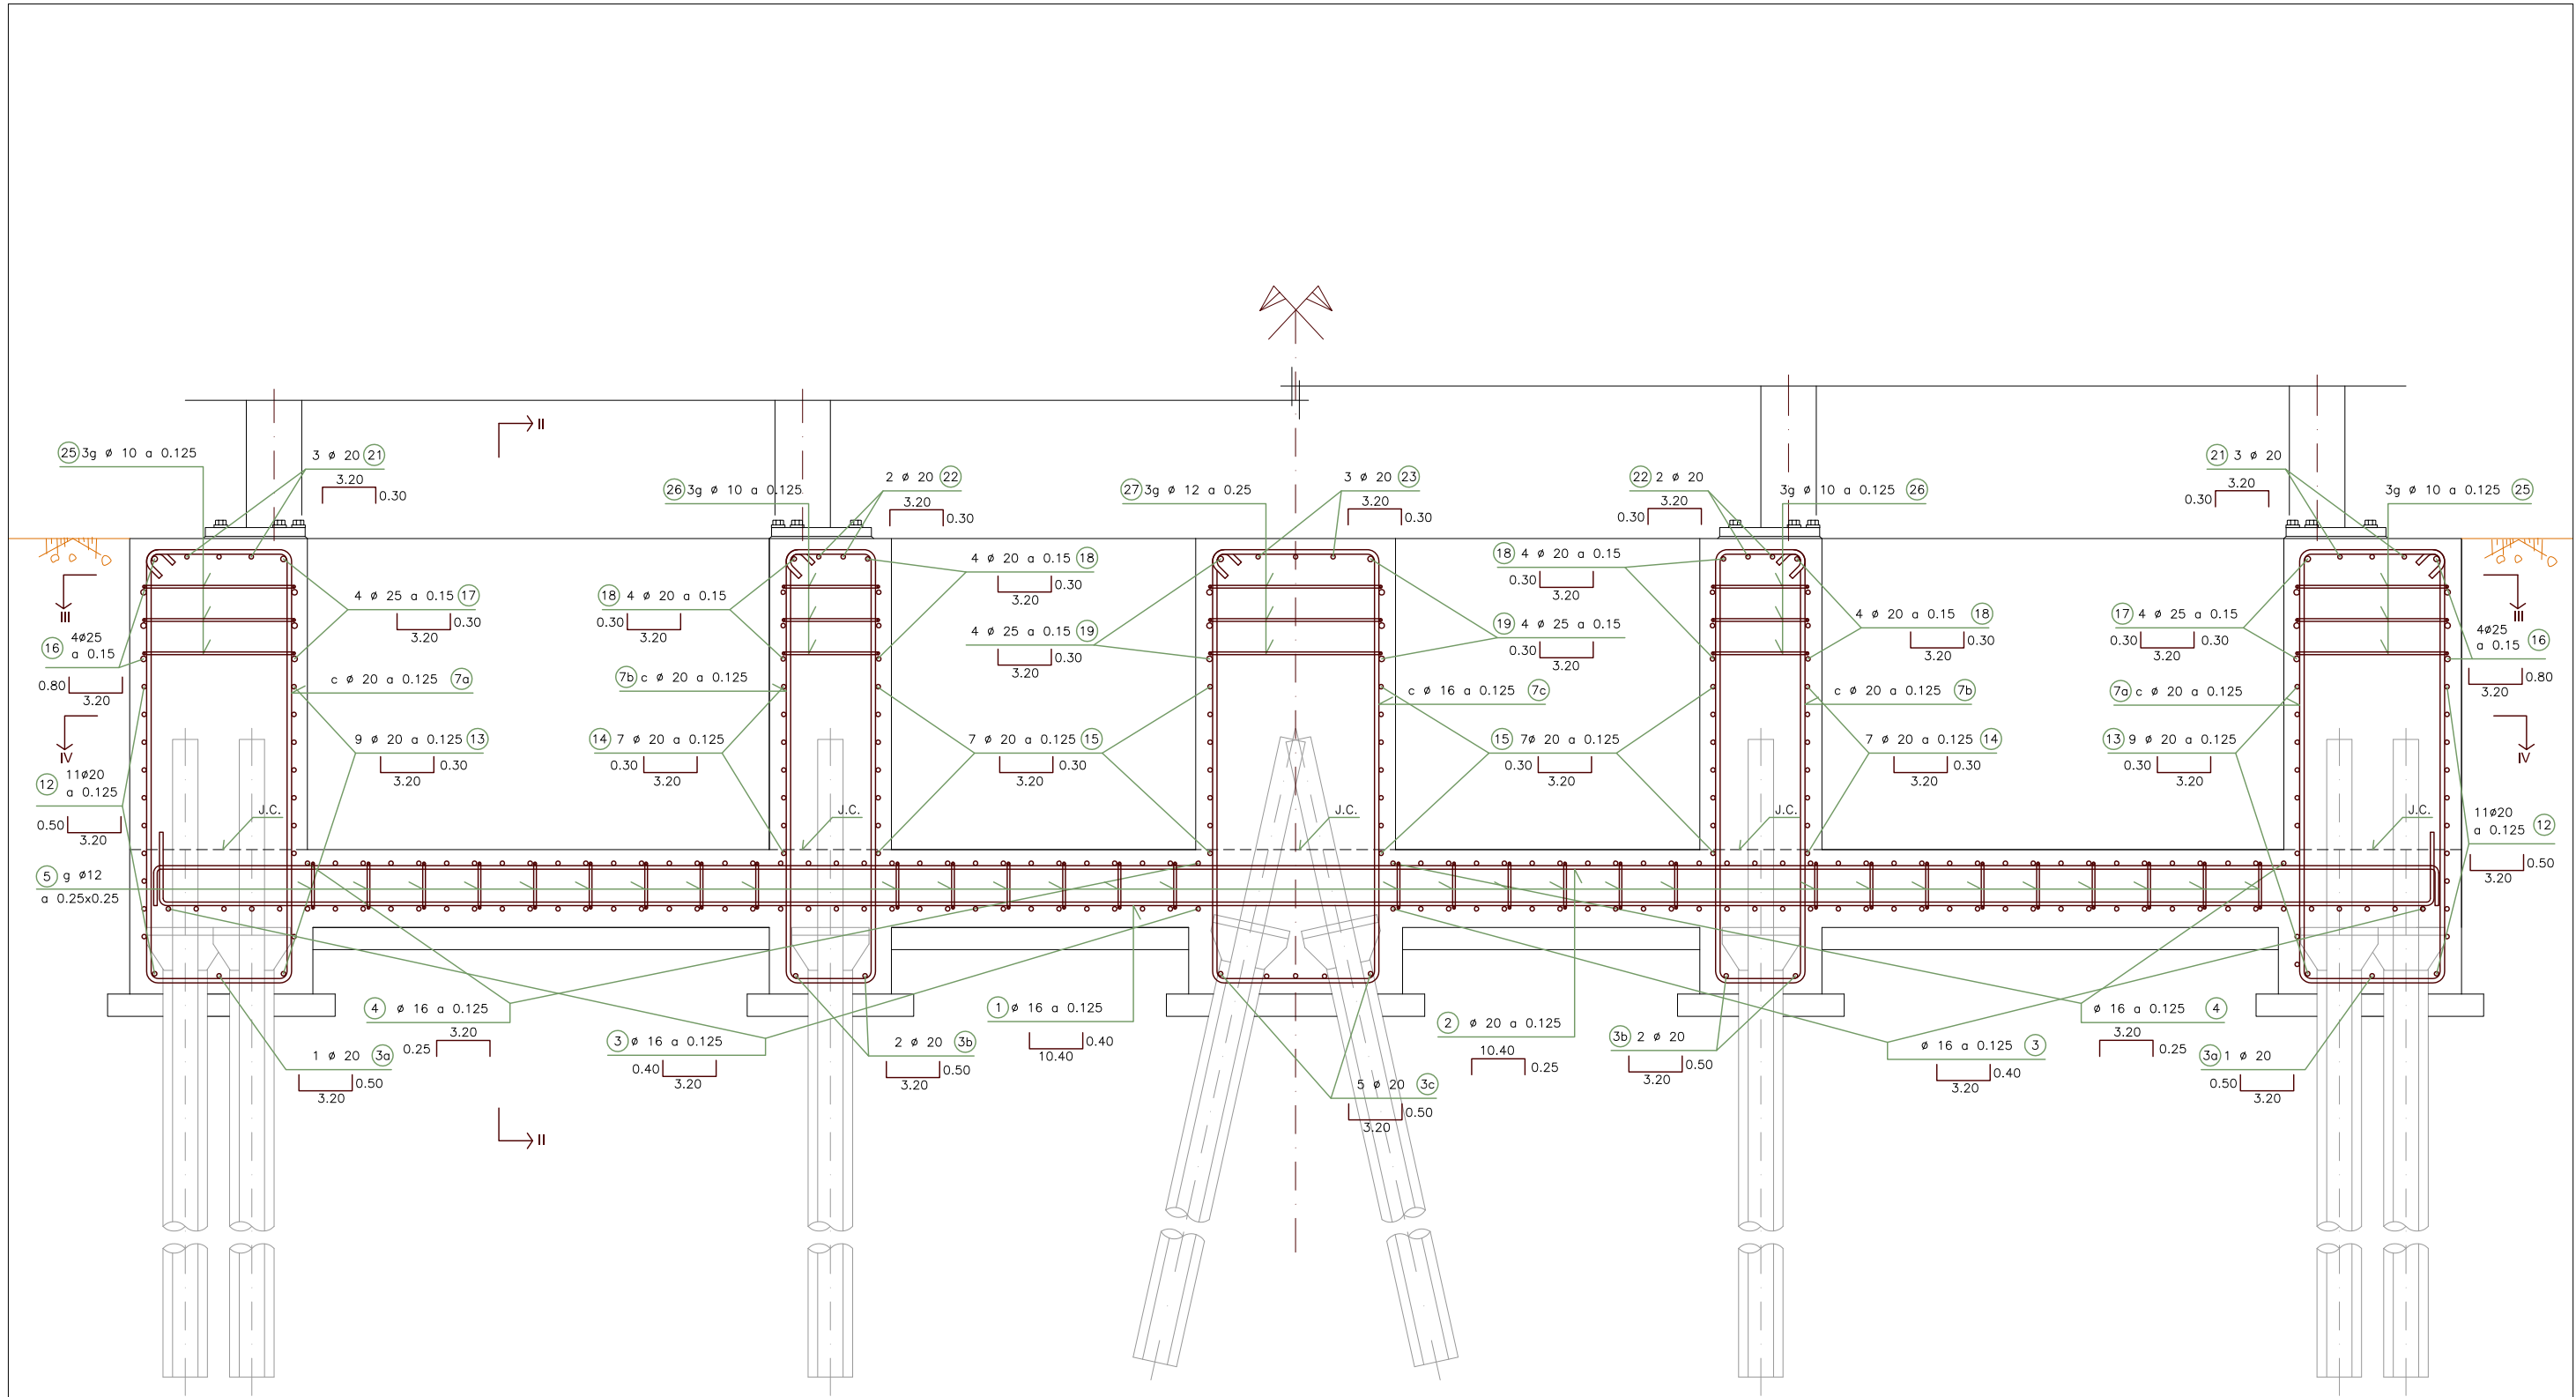 II
25 3g ø 10 a 0.125
3 ø 20 21
3.20
0.30
26 3g ø 10 a 0.125
2 ø 20 22
3.20
0.30
27 3g ø 12 a 0.25
3 ø 20 23
3.20
0.30
22 2 ø 20
3.20
0.30
3g ø 10 a 0.125 26
21 3 ø 20
3.20
0.30
3g ø 10 a 0.125 25
III
4 ø 25 a 0.15 17
0.30
3.20
16 4ø25
a 0.15
0.80
3.20
18 4 ø 20 a 0.15
0.30
3.20
4 ø 20 a 0.15 18
0.30
3.20
4 ø 25 a 0.15 19
0.30
3.20
18 4 ø 20 a 0.15
0.30
3.20
19 4 ø 25 a 0.15
0.30
3.20
4 ø 20 a 0.15 18
0.30
3.20
17 4 ø 25 a 0.15
0.30 0.30
3.20
III
4ø25
a 0.15 16
0.80
3.20
c ø 20 a 0.125 7a
7b c ø 20 a 0.125
c ø 16 a 0.125 7c
c ø 20 a 0.125 7b
7a c ø 20 a 0.125
IV
9 ø 20 a 0.125 13
0.30
3.20
14 7 ø 20 a 0.125
0.30
3.20
7 ø 20 a 0.125 15
0.30
3.20
15 7ø 20 a 0.125
0.30
3.20
7 ø 20 a 0.125 14
0.30
3.20
13 9 ø 20 a 0.125
0.30
3.20
IV
12 11ø20
a 0.125
0.50
3.20
J.C.
J.C.
J.C.
J.C.
J.C.
11ø20
a 0.125 12
0.50
3.20
5 g ø12
a 0.25x0.25
4 ø 16 a 0.125
3.20
0.25
3 ø 16 a 0.125
0.40
3.20
1 ø 20 3a
0.50
3.20
2 ø 20 3b
0.50
3.20
1 ø 16 a 0.125
0.40
10.40
5 ø 20 3c
0.50
3.20
2 ø 20 a 0.125
10.40
0.25
3b 2 ø 20
0.50
3.20
ø 16 a 0.125 3
0.40
3.20
ø 16 a 0.125 4
3.20
0.25
3a 1 ø 20
0.50
3.20
II